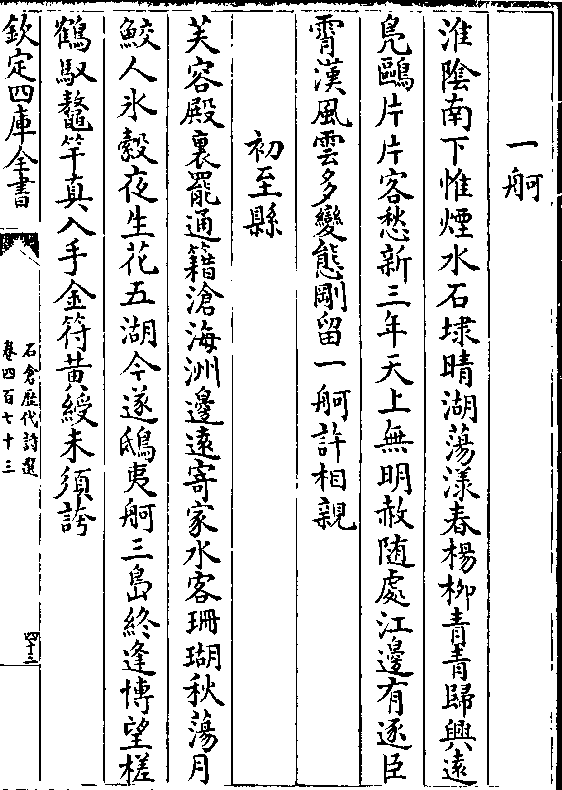 一舸
淮陰南下惟煙水石埭晴湖蕩漾春楊柳青青歸興遠
鳬鷗片片客愁新三年天上無明赦随處江邊有逐臣
霄漢風雲多變態剛留一舸許相親
初至縣
芙容殿裏罷通籍滄海洲邊遠寄家水客珊瑚秋蕩月
鮫人氷縠夜生花五湖今遂鴟夷舸三島終逢博望槎
鶴馭鼇竿真入手金符黄綬未須誇
欽定四庫全書
石倉歴代詩選
卷四百七十三
四十三